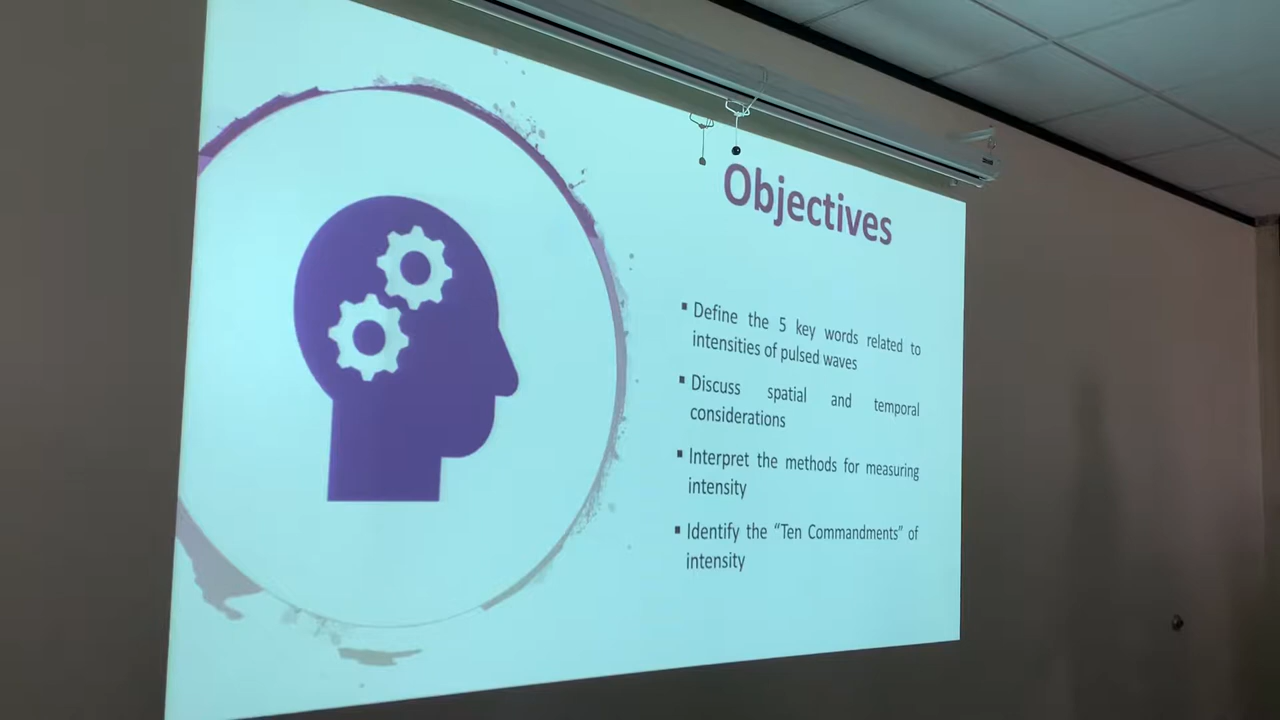 Objectives
▪ Define the 5 key words related to
intensities of pulsed waves
▪ Discuss spatial and temporal
considerations
▪ Interpret the methods for measuring
intensity
▪ Identify the “Ten Commandments” of
intensity